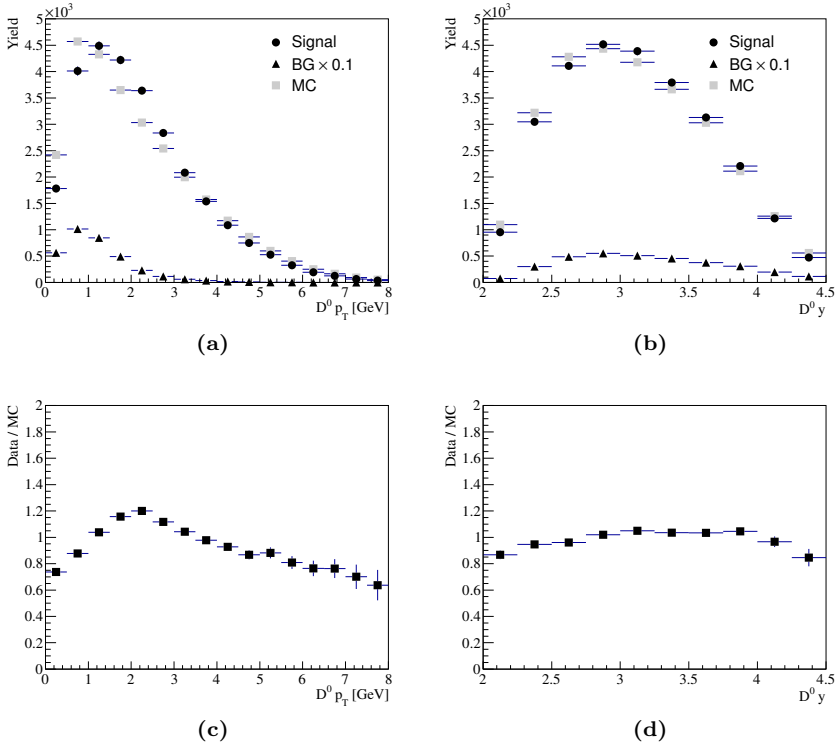 ×10³
Yield
5
4.5
4
3.5
3
2.5
2
1.5
1
0.5
0
Signal
BG × 0.1
MC
0 1 2 3 4 5 6 7 8
D⁰ p_T [GeV]
(a)
×10³
Yield
5
4.5
4
3.5
3
2.5
2
1.5
1
0.5
0
Signal
BG × 0.1
MC
2 2.5 3 3.5 4 4.5
D⁰ y
(b)
Data / MC
2
1.8
1.6
1.4
1.2
1
0.8
0.6
0.4
0.2
0
0 1 2 3 4 5 6 7 8
D⁰ p_T [GeV]
(c)
Data / MC
2
1.8
1.6
1.4
1.2
1
0.8
0.6
0.4
0.2
0
2 2.5 3 3.5 4 4.5
D⁰ y
(d)